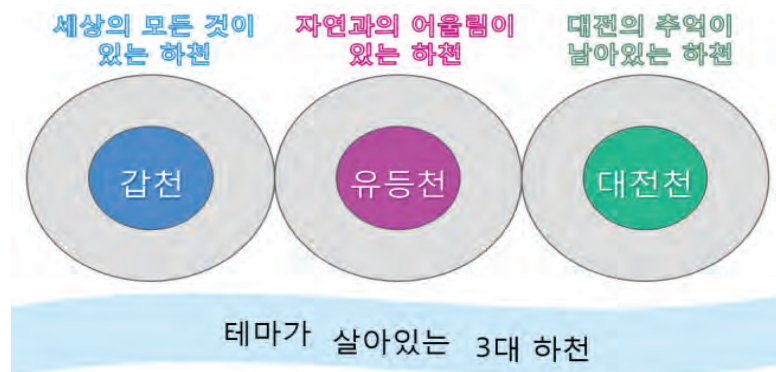 세상의 모든 것이
있는 하천
자연과의 어울림이
있는 하천
대전의 추억이
남아있는 하천
갑천
유등천
대전천
테마가 살아있는 3대 하천